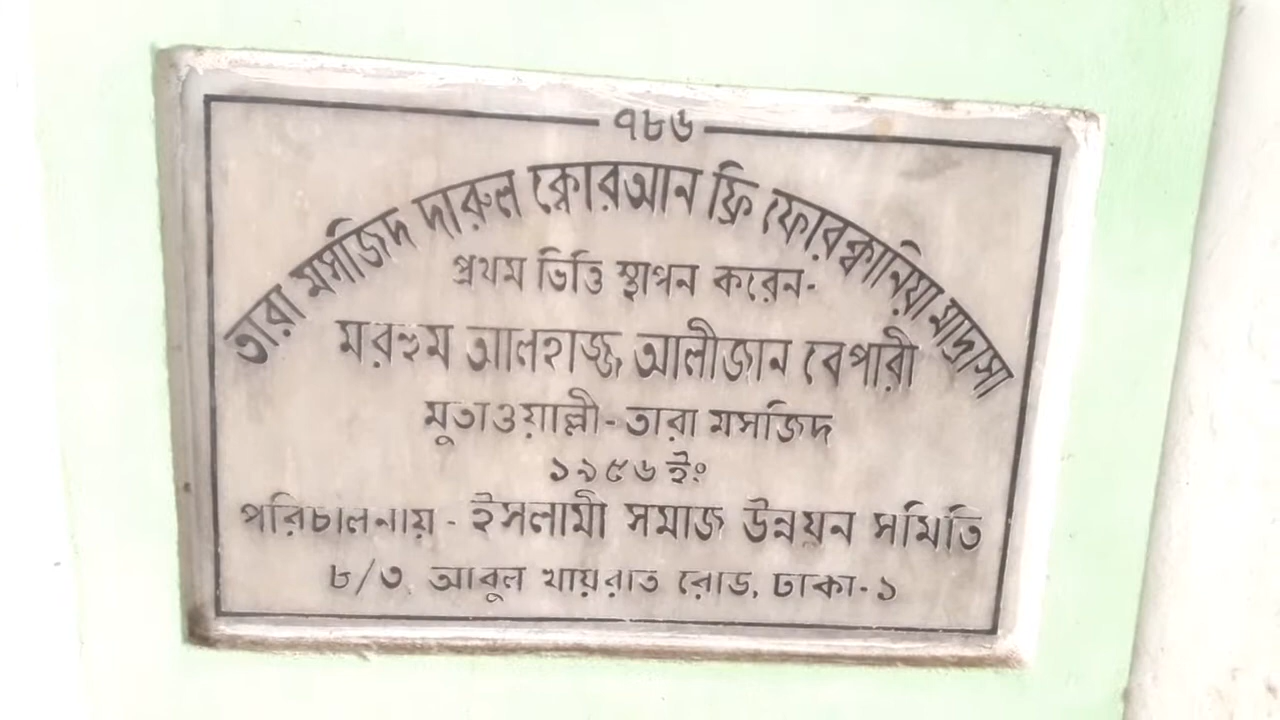 ৭৮৬
তারা মসজিদ দারুল ক্বোরআন ফ্রি ফোরক্বানিয়া মাদ্রাসা
প্রথম ভিত্তি স্থাপন করেন-
মরহুম আলহাজ্জ আলীজান বেপারী
মুতাওয়াল্লী-তারা মসজিদ
১৯৫৬ ইং
পরিচালনায় - ইসলামী সমাজ উন্নয়ন সমিতি
৮/৩, আবুল খায়রাত রোড, ঢাকা-১